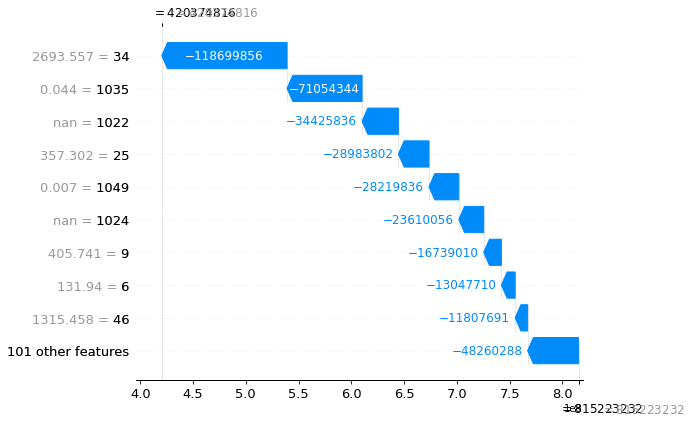 = 420374816
2693.557 = 34
−118699856
0.044 = 1035
−71054344
nan = 1022
−34425836
357.302 = 25
−28983802
0.007 = 1049
−28219836
nan = 1024
−23610056
405.741 = 9
−16739010
131.94 = 6
−13047710
1315.458 = 46
−11807691
101 other features
−48260288
4.0 4.5 5.0 5.5 6.0 6.5 7.0 7.5 8.0
= 815223232